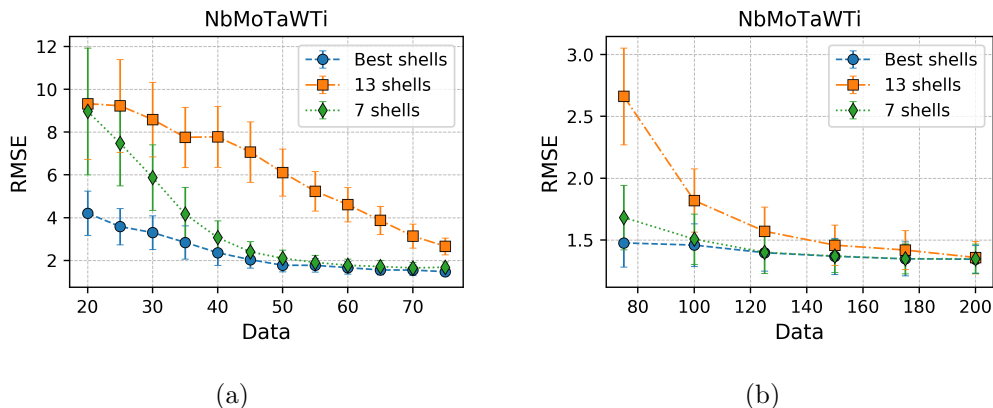 NbMoTaWTi
12
10
8
6
4
2
RMSE
20 30 40 50 60 70
Data
Best shells
13 shells
7 shells
(a)
NbMoTaWTi
3.0
2.5
2.0
1.5
RMSE
80 100 120 140 160 180 200
Data
Best shells
13 shells
7 shells
(b)